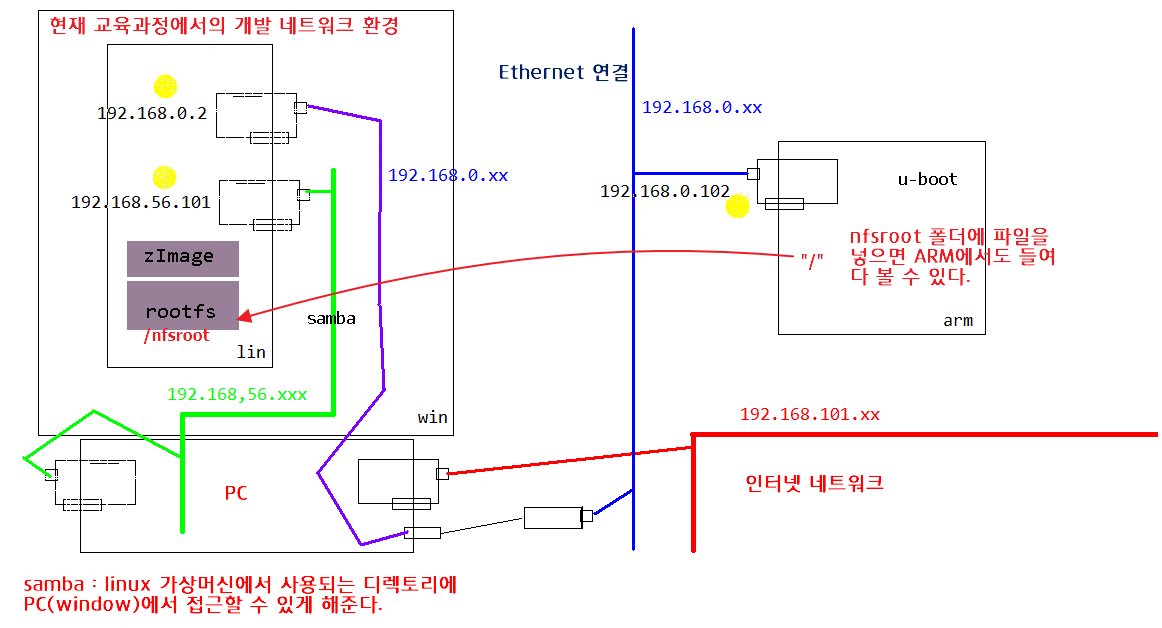 현재 교육과정에서의 개발 네트워크 환경
Ethernet 연결
192.168.0.2
192.168.0.xx
192.168.0.xx
192.168.56.101
192.168.0.102
u-boot
zImage
rootfs
/nfsroot
samba
"/"
nfsroot 폴더에 파일을
넣으면 ARM에서도 들여
다 볼 수 있다.
lin
arm
192.168,56.xxx
win
192.168.101.xx
PC
인터넷 네트워크
samba : linux 가상머신에서 사용되는 디렉토리에
PC(window)에서 접근할 수 있게 해준다.